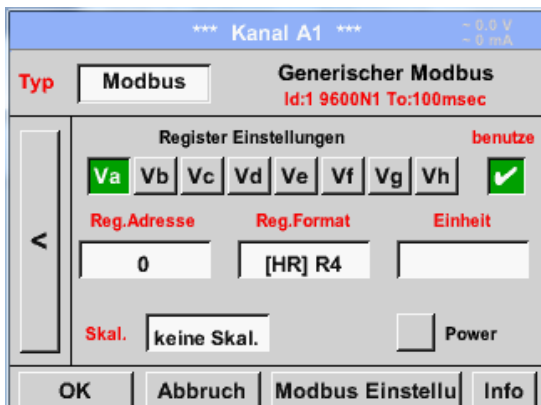 *** Kanal A1 ***
~ 0.0 V
~ 0 mA
Typ Modbus Generischer Modbus
Id:1 9600N1 To:100msec
Register Einstellungen benutze
Va Vb Vc Vd Ve Vf Vg Vh ✔
Reg.Adresse Reg.Format Einheit
< 0 [HR] R4
Skal. keine Skal. Power
OK Abbruch Modbus Einstellu Info